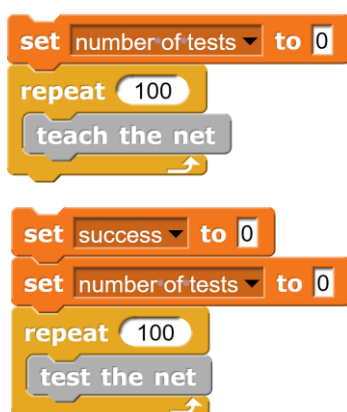 set number of tests to 0
repeat 100
teach the net
set success to 0
set number of tests to 0
repeat 100
test the net